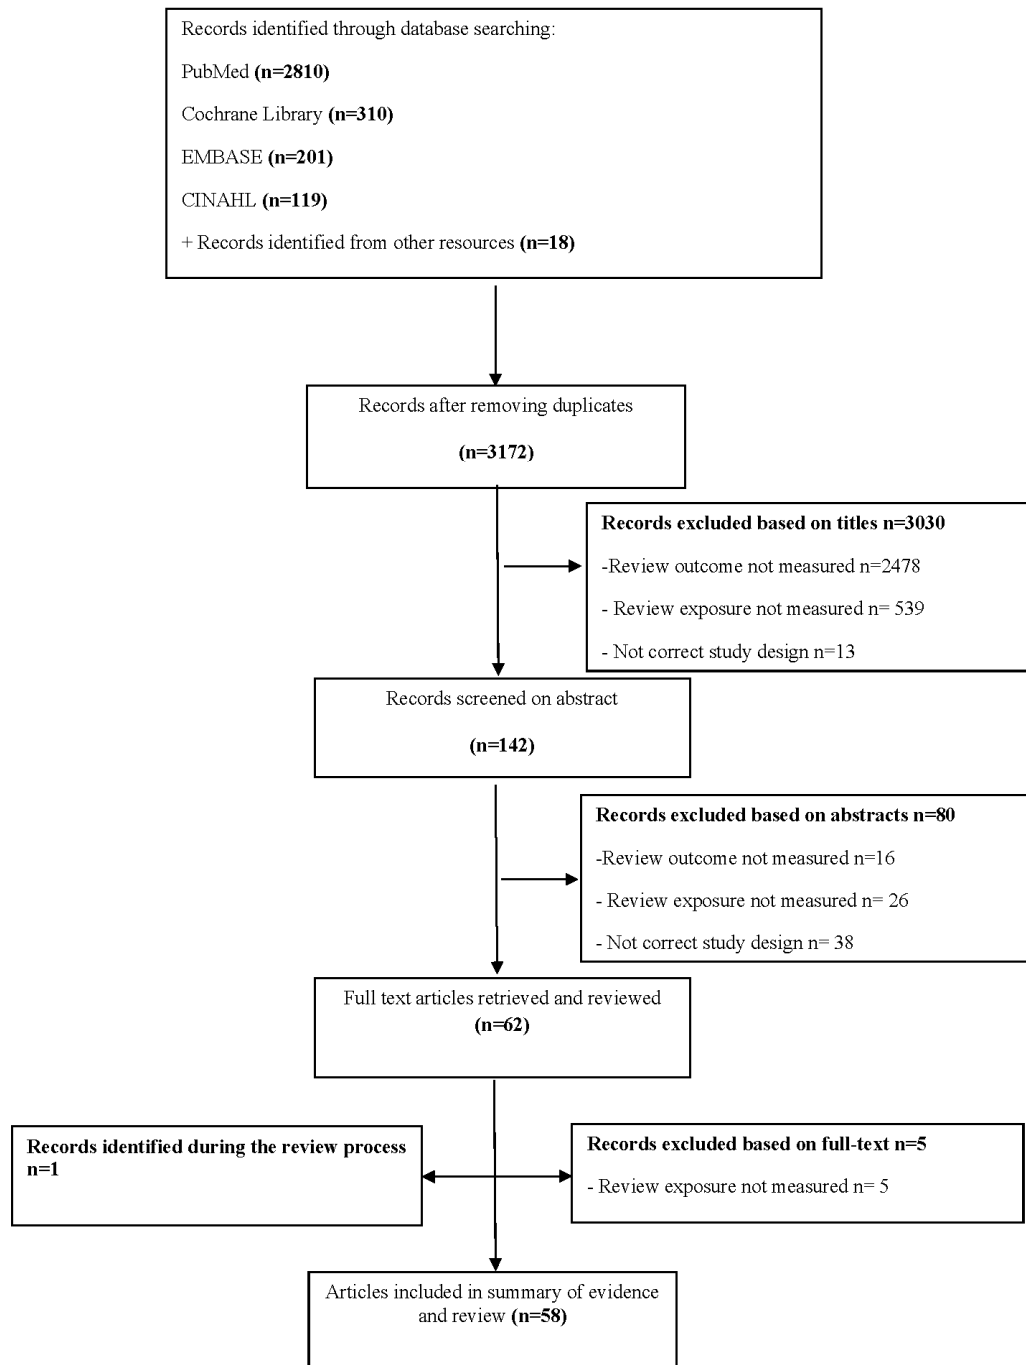 Records identified through database searching:
PubMed (n=2810)
Cochrane Library (n=310)
EMBASE (n=201)
CINAHL (n=119)
+ Records identified from other resources (n=18)
Records after removing duplicates
(n=3172)
Records excluded based on titles n=3030
-Review outcome not measured n=2478
- Review exposure not measured n= 539
- Not correct study design n=13
Records screened on abstract
(n=142)
Records excluded based on abstracts n=80
-Review outcome not measured n=16
- Review exposure not measured n= 26
- Not correct study design n= 38
Full text articles retrieved and reviewed
(n=62)
Records identified during the review process
n=1
Records excluded based on full-text n=5
- Review exposure not measured n= 5
Articles included in summary of evidence
and review (n=58)